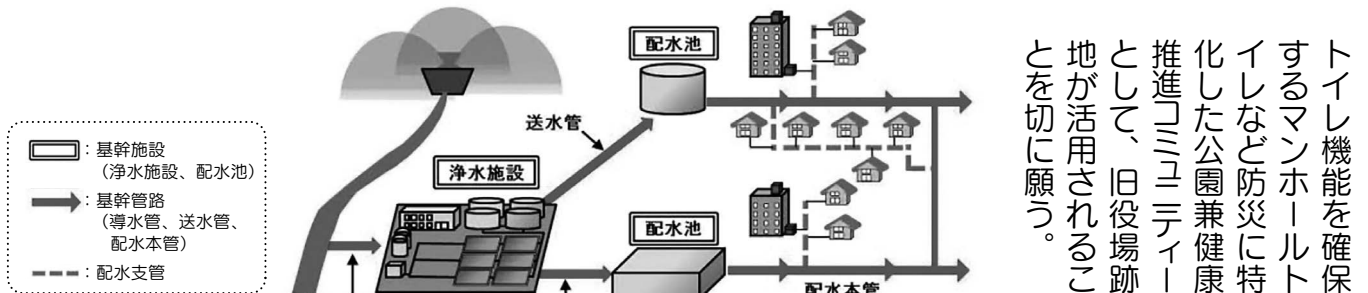 トイレ機能を確保
するマンホールト
イレなど防災に特
化した公園兼健康
推進コミュニティー
として、旧役場跡
地が活用されるこ
とを切に願う。
配水池
送水管
浄水施設
配水池
配水本管
：基幹施設
（浄水施設、配水池）
：基幹管路
（導水管、送水管、
配水本管）
：配水支管